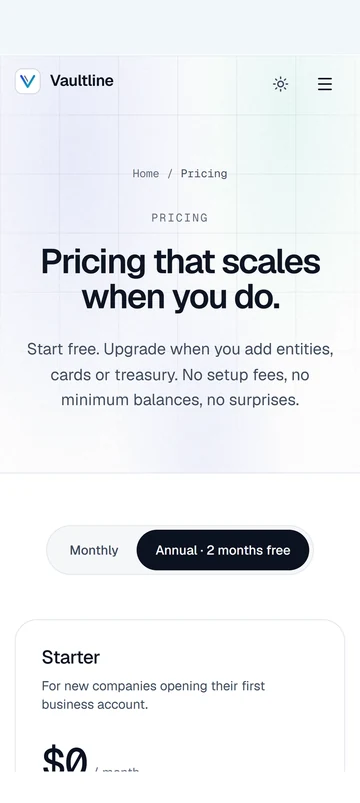 Vaultline
Home / Pricing
PRICING
Pricing that scales
when you do.
Start free. Upgrade when you add entities,
cards or treasury. No setup fees, no
minimum balances, no surprises.
Monthly
Annual · 2 months free
Starter
For new companies opening their first
business account.
$0 / month